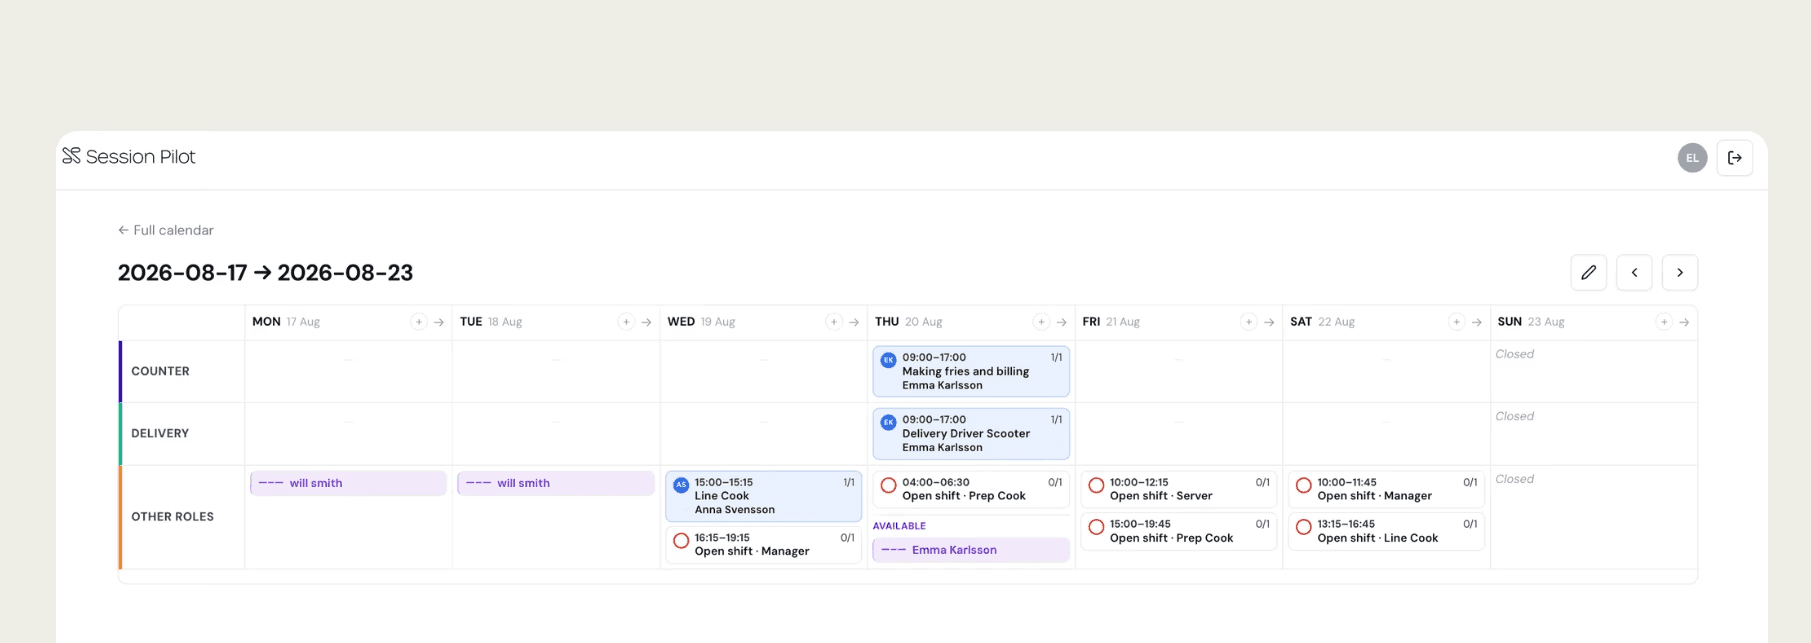 Session Pilot
EL
← Full calendar
2026-08-17 → 2026-08-23
MON 17 Aug + →
TUE 18 Aug + →
WED 19 Aug + →
THU 20 Aug + →
FRI 21 Aug + →
SAT 22 Aug + →
SUN 23 Aug + →
COUNTER
—
—
—
EK 09:00–17:00 1/1
Making fries and billing
Emma Karlsson
—
—
Closed
DELIVERY
—
—
—
EK 09:00–17:00 1/1
Delivery Driver Scooter
Emma Karlsson
—
—
Closed
OTHER ROLES
––– will smith
––– will smith
AS 15:00–15:15 1/1
Line Cook
Anna Svensson
16:15–19:15 0/1
Open shift · Manager
04:00–06:30 0/1
Open shift · Prep Cook
AVAILABLE
––– Emma Karlsson
10:00–12:15 0/1
Open shift · Server
15:00–19:45 0/1
Open shift · Prep Cook
10:00–11:45 0/1
Open shift · Manager
13:15–16:45 0/1
Open shift · Line Cook
Closed